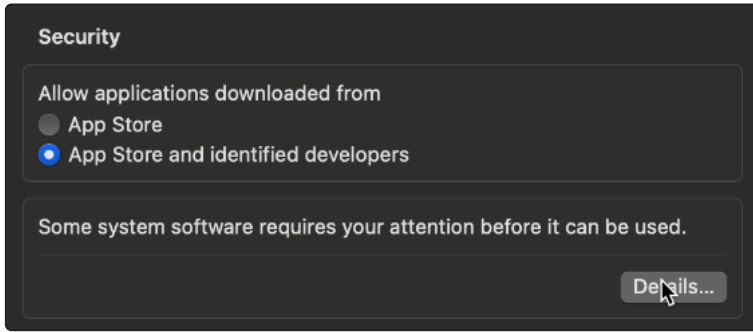 Security
Allow applications downloaded from
App Store
App Store and identified developers
Some system software requires your attention before it can be used.
Details...